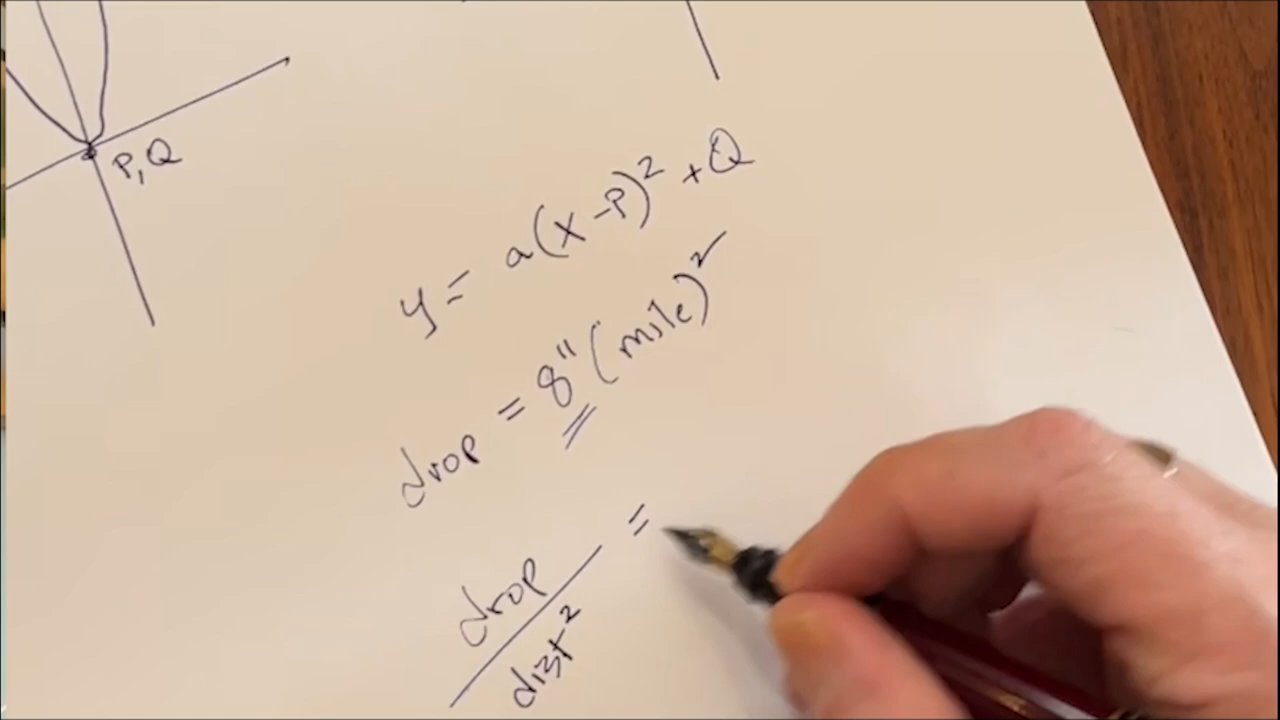 P, Q
y = a(x-P)² + Q
drop = 8" (mile)²
drop
dist²
=